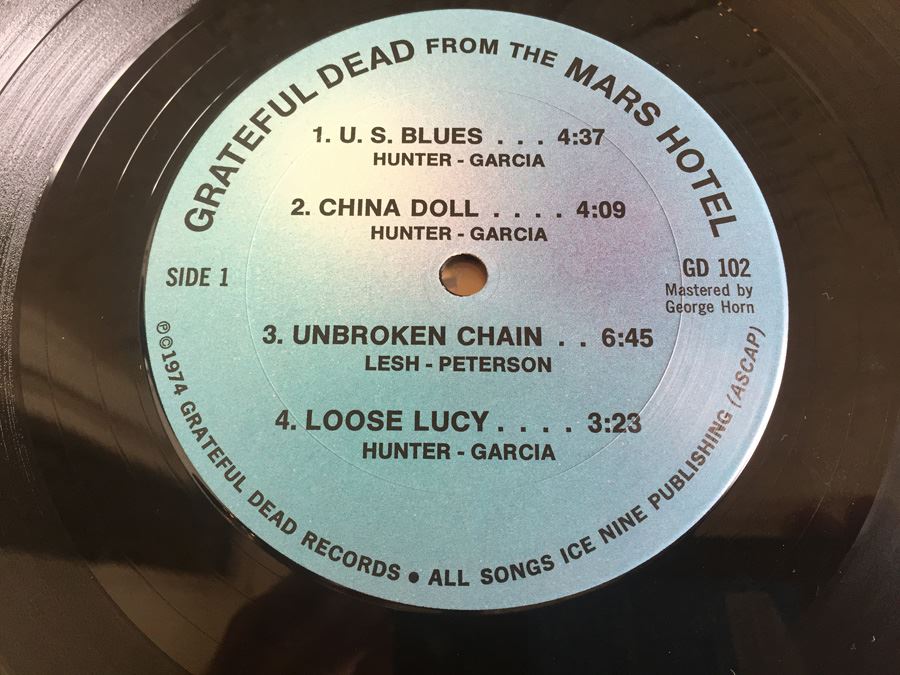 GRATEFUL DEAD FROM THE MARS HOTEL
1. U. S. BLUES . . . 4:37
HUNTER - GARCIA
2. CHINA DOLL . . . . 4:09
HUNTER - GARCIA
SIDE 1
GD 102
Mastered by
George Horn
3. UNBROKEN CHAIN . . 6:45
LESH - PETERSON
4. LOOSE LUCY . . . . 3:23
HUNTER - GARCIA
℗©1974 GRATEFUL DEAD RECORDS ● ALL SONGS ICE NINE PUBLISHING (ASCAP)